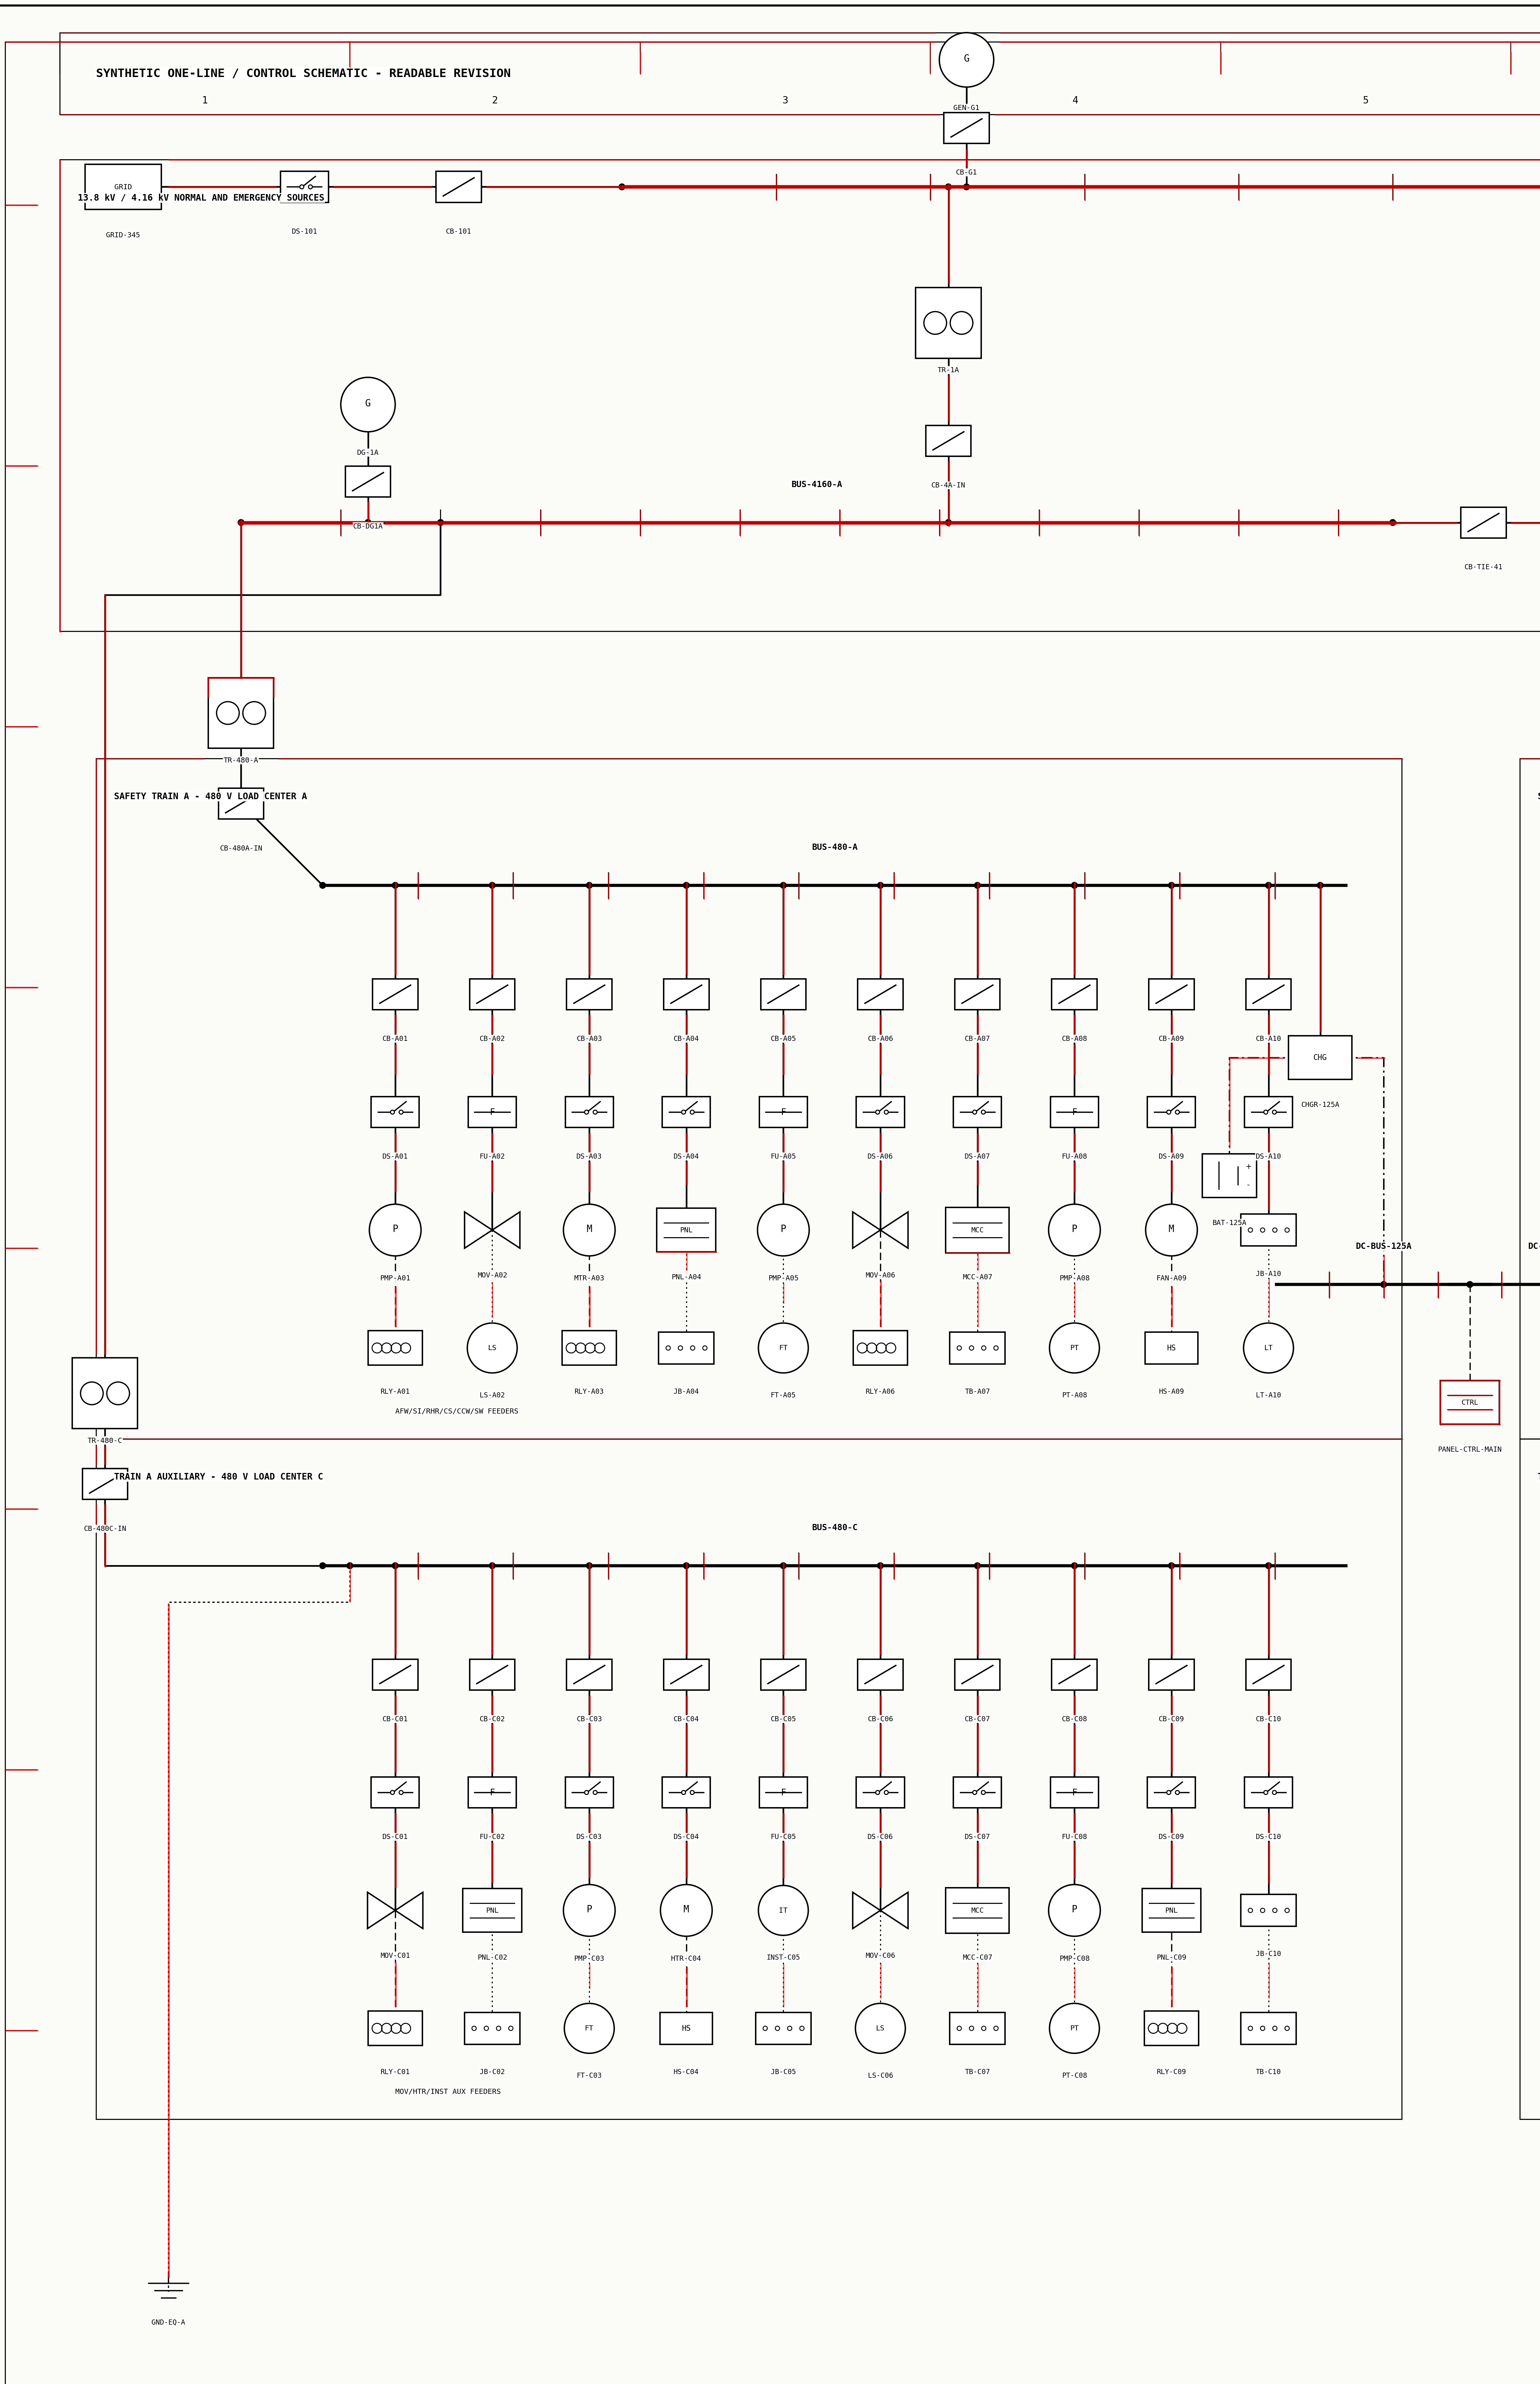 G
SYNTHETIC ONE-LINE / CONTROL SCHEMATIC - READABLE REVISION
1 2 3 4 5
GEN-G1
CB-G1
GRID
13.8 kV / 4.16 kV NORMAL AND EMERGENCY SOURCES
GRID-345 DS-101 CB-101
TR-1A
G
DG-1A
BUS-4160-A CB-4A-IN
CB-DG1A
CB-TIE-41
TR-480-A
SAFETY TRAIN A - 480 V LOAD CENTER A
CB-480A-IN
BUS-480-A
CB-A01 CB-A02 CB-A03 CB-A04 CB-A05 CB-A06 CB-A07 CB-A08 CB-A09 CB-A10
CHG
CHGR-125A
F F F
DS-A01 FU-A02 DS-A03 DS-A04 FU-A05 DS-A06 DS-A07 FU-A08 DS-A09 DS-A10
+
-
BAT-125A
P M PNL P MCC P M
DC-BUS-125A DC-
PMP-A01 MOV-A02 MTR-A03 PNL-A04 PMP-A05 MOV-A06 MCC-A07 PMP-A08 FAN-A09 JB-A10
LS FT PT HS LT
RLY-A01 LS-A02 RLY-A03 JB-A04 FT-A05 RLY-A06 TB-A07 PT-A08 HS-A09 LT-A10
CTRL
AFW/SI/RHR/CS/CCW/SW FEEDERS
PANEL-CTRL-MAIN
TR-480-C
TRAIN A AUXILIARY - 480 V LOAD CENTER C
CB-480C-IN
BUS-480-C
CB-C01 CB-C02 CB-C03 CB-C04 CB-C05 CB-C06 CB-C07 CB-C08 CB-C09 CB-C10
F F F
DS-C01 FU-C02 DS-C03 DS-C04 FU-C05 DS-C06 DS-C07 FU-C08 DS-C09 DS-C10
PNL P M IT MCC P PNL
MOV-C01 PNL-C02 PMP-C03 HTR-C04 INST-C05 MOV-C06 MCC-C07 PMP-C08 PNL-C09 JB-C10
FT HS LS PT
RLY-C01 JB-C02 FT-C03 HS-C04 JB-C05 LS-C06 TB-C07 PT-C08 RLY-C09 TB-C10
MOV/HTR/INST AUX FEEDERS
GND-EQ-A